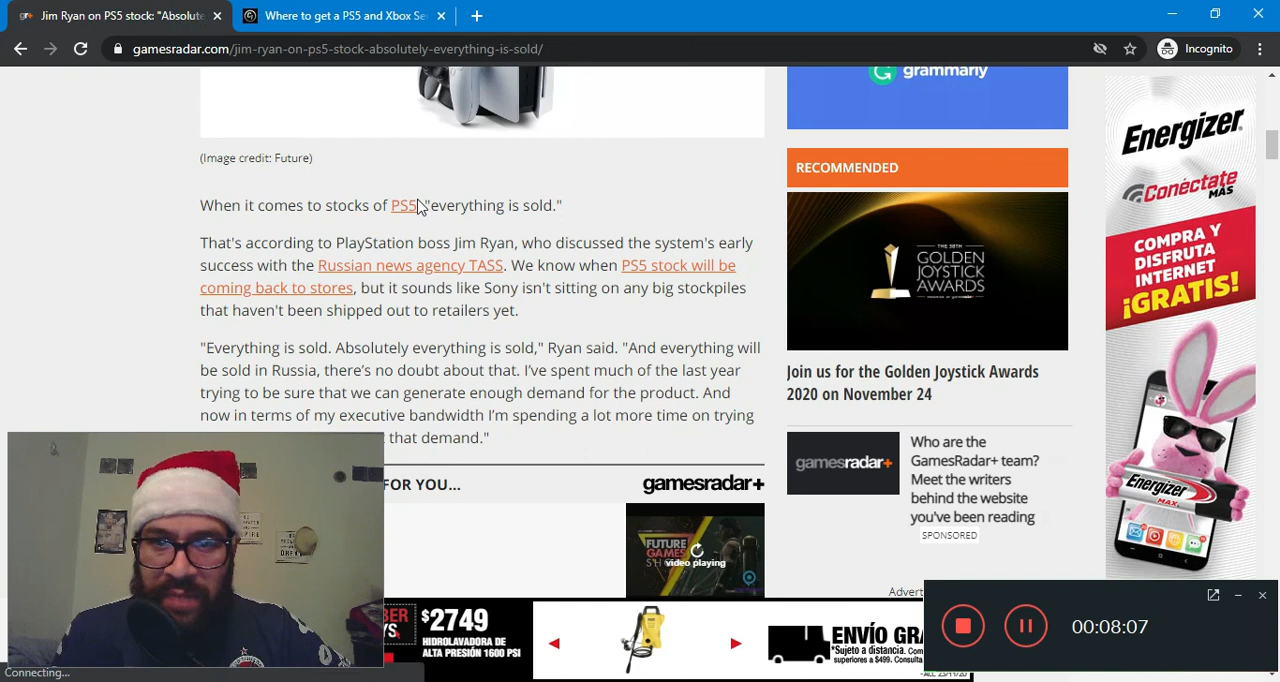 Jim Ryan on PS5 stock: "Absolute
Where to get a PS5 and Xbox Se
gamesradar.com/jim-ryan-on-ps5-stock-absolutely-everything-is-sold/
Incognito
(Image credit: Future)
When it comes to stocks of PS5, "everything is sold."
That's according to PlayStation boss Jim Ryan, who discussed the system's early
success with the Russian news agency TASS. We know when PS5 stock will be
coming back to stores, but it sounds like Sony isn't sitting on any big stockpiles
that haven't been shipped out to retailers yet.
"Everything is sold. Absolutely everything is sold," Ryan said. "And everything will
be sold in Russia, there's no doubt about that. I've spent much of the last year
trying to be sure that we can generate enough demand for the product. And
now in terms of my executive bandwidth I'm spending a lot more time on trying
that demand."
FOR YOU...
gamesradar+
FUTURE
GAMES
SH
video playing
grammarly
RECOMMENDED
THE 38TH
GOLDEN
JOYSTICK
AWARDS
Join us for the Golden Joystick Awards
2020 on November 24
gamesradar+
Who are the
GamesRadar+ team?
Meet the writers
behind the website
you've been reading
SPONSORED
Advert
Energizer
Conéctate
MÁS
COMPRA Y
DISFRUTA
INTERNET
¡GRATIS!
Energizer
MAX
00:08:07
BER
YS
$2749
HIDROLAVADORA DE
ALTA PRESIÓN 1600 PSI
ENVÍO GRA
*Sujeto a distancia. Com
superiores a $499. Consulta
Connecting...